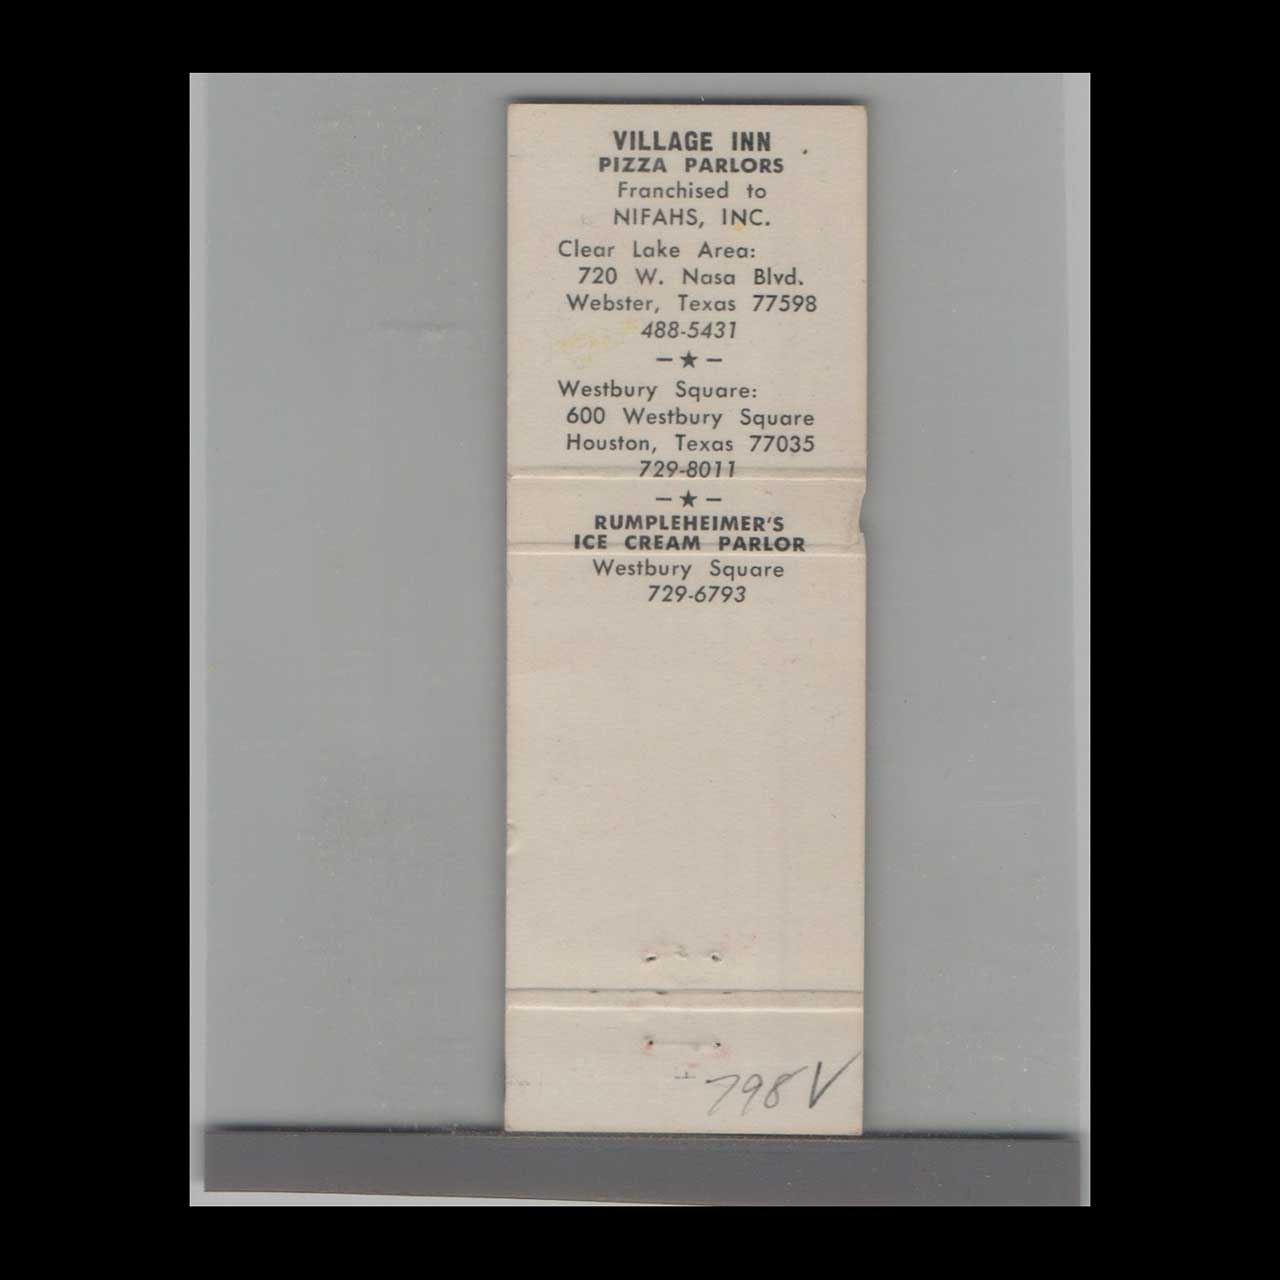 VILLAGE INN
PIZZA PARLORS
Franchised to
NIFAHS, INC.
Clear Lake Area:
720 W. Nasa Blvd.
Webster, Texas 77598
488-5431
- ★ -
Westbury Square:
600 Westbury Square
Houston, Texas 77035
729-8011
- ★ -
RUMPLEHEIMER'S
ICE CREAM PARLOR
Westbury Square
729-6793
798V